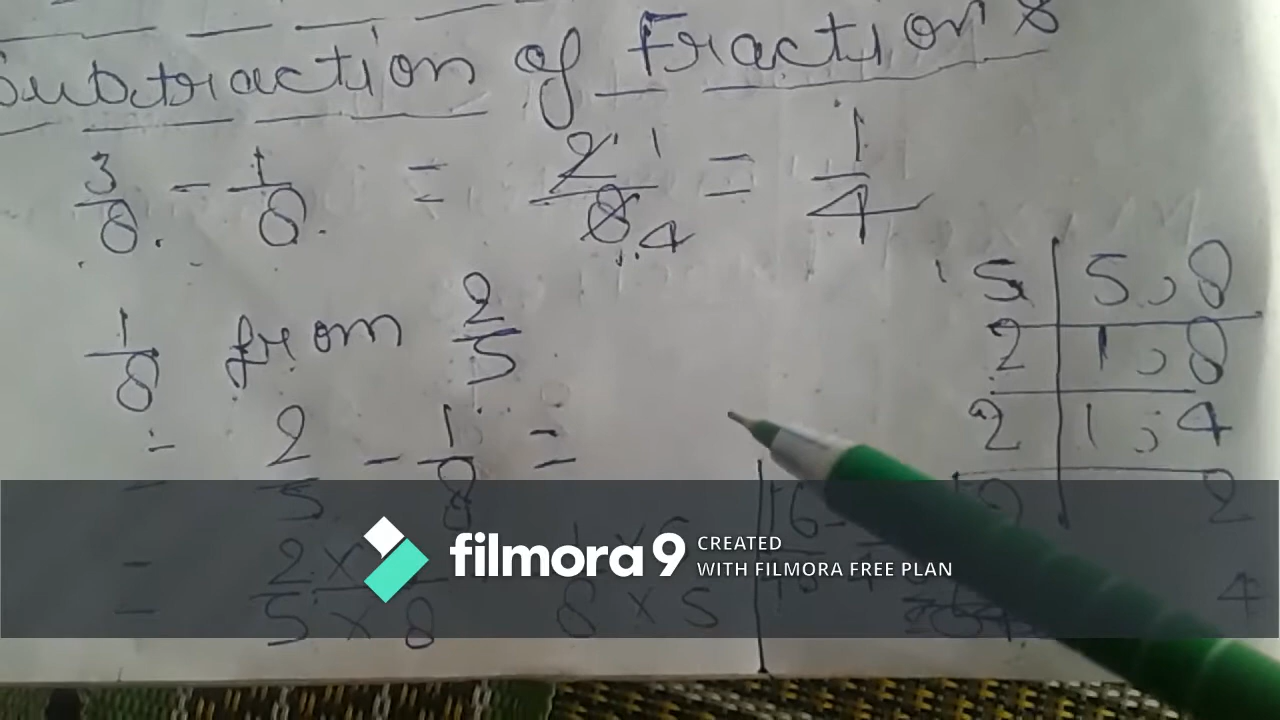 Subtraction of Fractions
3/8 - 1/8 = 2/8 1 4 = 1/4
1/8 from 2/5
= 2/5 - 1/8 =
= 2 × 8 / 5 × 8
8 × 5
5 | 5, 8
2 | 1, 8
2 | 1, 4
2
filmora 9
CREATED
WITH FILMORA FREE PLAN